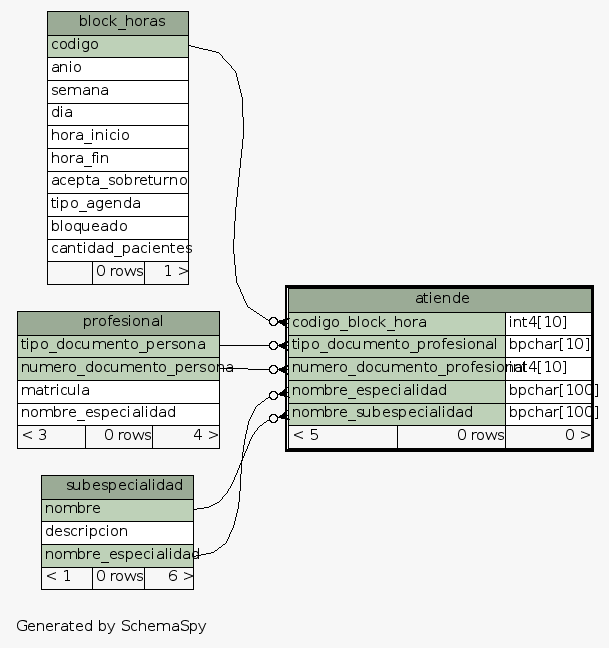 block_horas
codigo
anio
semana
dia
hora_inicio
hora_fin
acepta_sobreturno
tipo_agenda
bloqueado
cantidad_pacientes
0 rows 1 >
profesional
tipo_documento_persona
numero_documento_persona
matricula
nombre_especialidad
< 3 0 rows 4 >
subespecialidad
nombre
descripcion
nombre_especialidad
< 1 0 rows 6 >
atiende
codigo_block_hora int4[10]
tipo_documento_profesional bpchar[10]
numero_documento_profesional int4[10]
nombre_especialidad bpchar[100]
nombre_subespecialidad bpchar[100]
< 5 0 rows 0 >
Generated by SchemaSpy